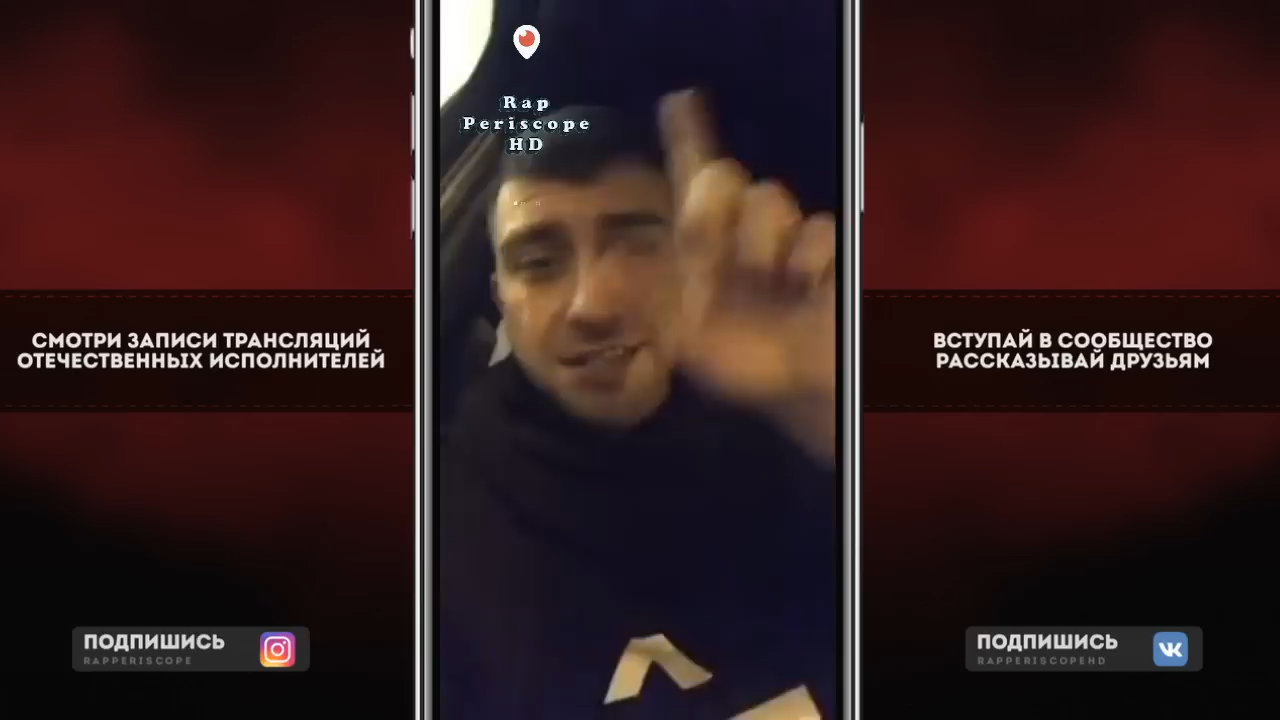 Rap
Periscope
HD
СМОТРИ ЗАПИСИ ТРАНСЛЯЦИЙ
ОТЕЧЕСТВЕННЫХ ИСПОЛНИТЕЛЕЙ
ВСТУПАЙ В СООБЩЕСТВО
РАССКАЗЫВАЙ ДРУЗЬЯМ
ПОДПИШИСЬ
RAPPERISCOPE
ПОДПИШИСЬ
RAPPERISCOPEHD